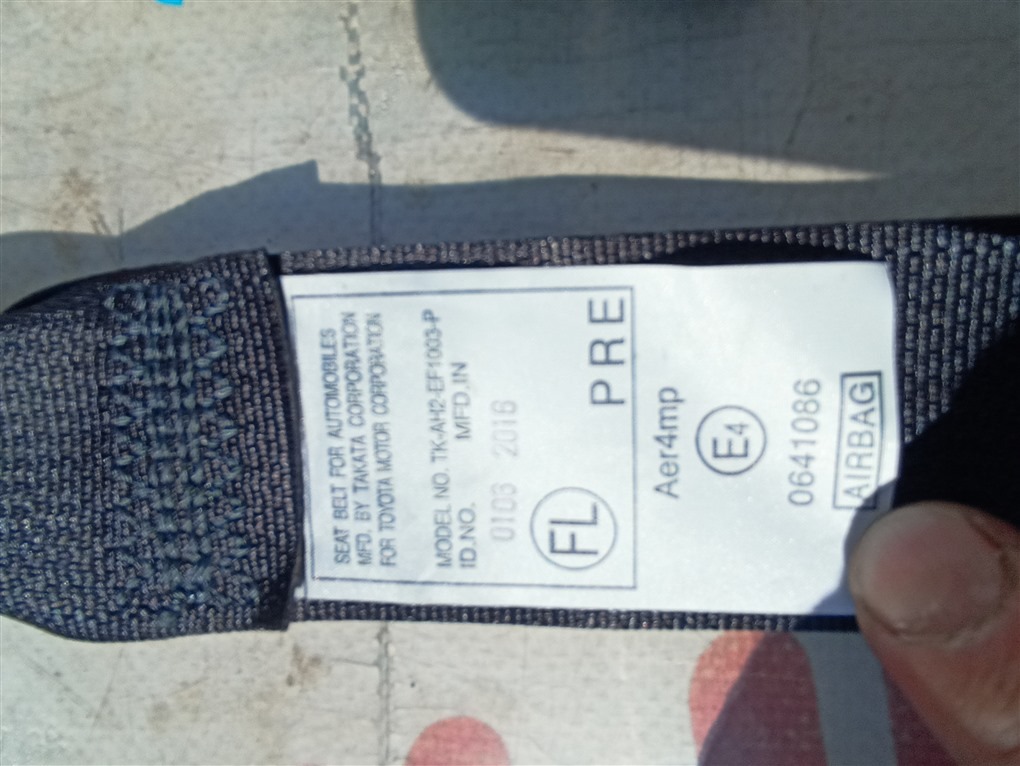 SEAT BELT FOR AUTOMOBILES
MFD. BY TAKATA CORPORATION
FOR TOYOTA MOTOR CORPORATION
MODEL NO. TK-AH2-EF1003-P
ID.NO. MFD.IN
0103 2016
FL PRE
Aer4mp
E4
0641086
AIRBAG